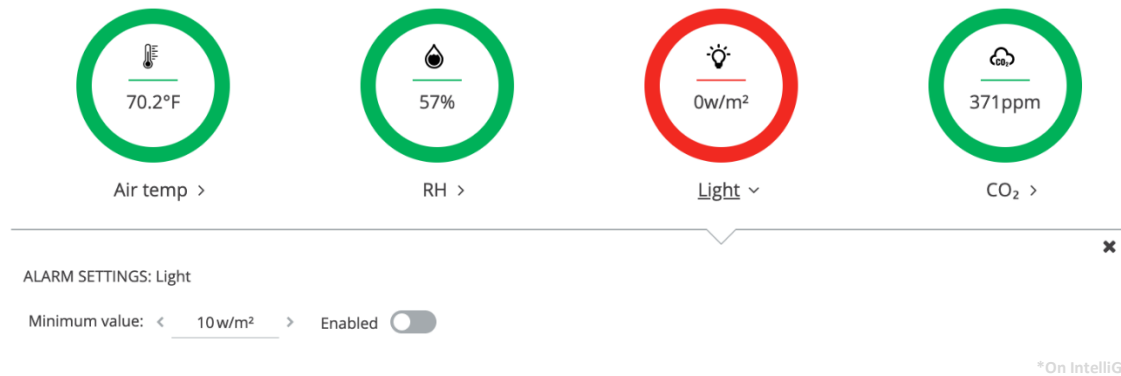 70.2°F
57%
0w/m²
CO₂
371ppm
Air temp >
RH >
Light
CO₂ >
ALARM SETTINGS: Light
Minimum value: < 10 w/m² > Enabled
*On IntelliG